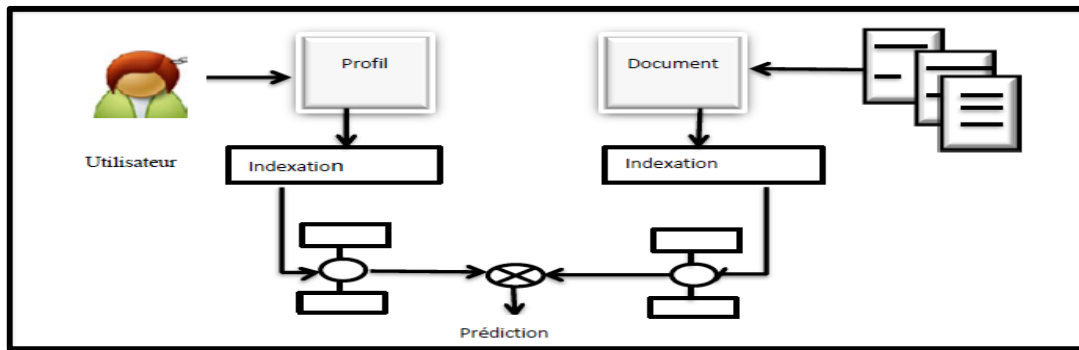 Profil
Document
Utilisateur
Indexation
Indexation
Prédiction